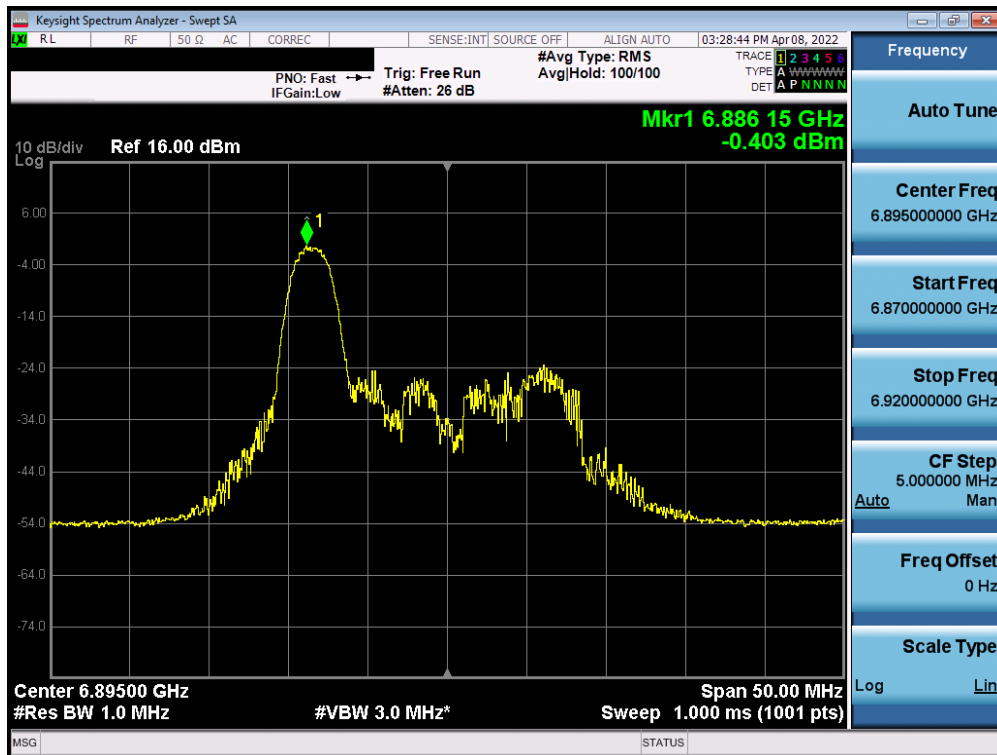 Keysight Spectrum Analyzer - Swept SA
LXI RL RF 50 Ω AC CORREC SENSE:INT SOURCE OFF ALIGN AUTO 03:28:44 PM Apr 08, 2022
PNO: Fast Trig: Free Run #Avg Type: RMS TRACE 1 2 3 4 5 6
IFGain:Low #Atten: 26 dB Avg|Hold: 100/100 TYPE A WWWWW
DET A P N N N N
Frequency
Mkr1 6.886 15 GHz
-0.403 dBm
10 dB/div Ref 16.00 dBm
Log
6.00
-4.00
-14.0
-24.0
-34.0
-44.0
-54.0
-64.0
-74.0
1
Center 6.89500 GHz Span 50.00 MHz
#Res BW 1.0 MHz #VBW 3.0 MHz* Sweep 1.000 ms (1001 pts)
MSG STATUS
Auto Tune
Center Freq
6.895000000 GHz
Start Freq
6.870000000 GHz
Stop Freq
6.920000000 GHz
CF Step
5.000000 MHz
Auto Man
Freq Offset
0 Hz
Scale Type
Log Lin